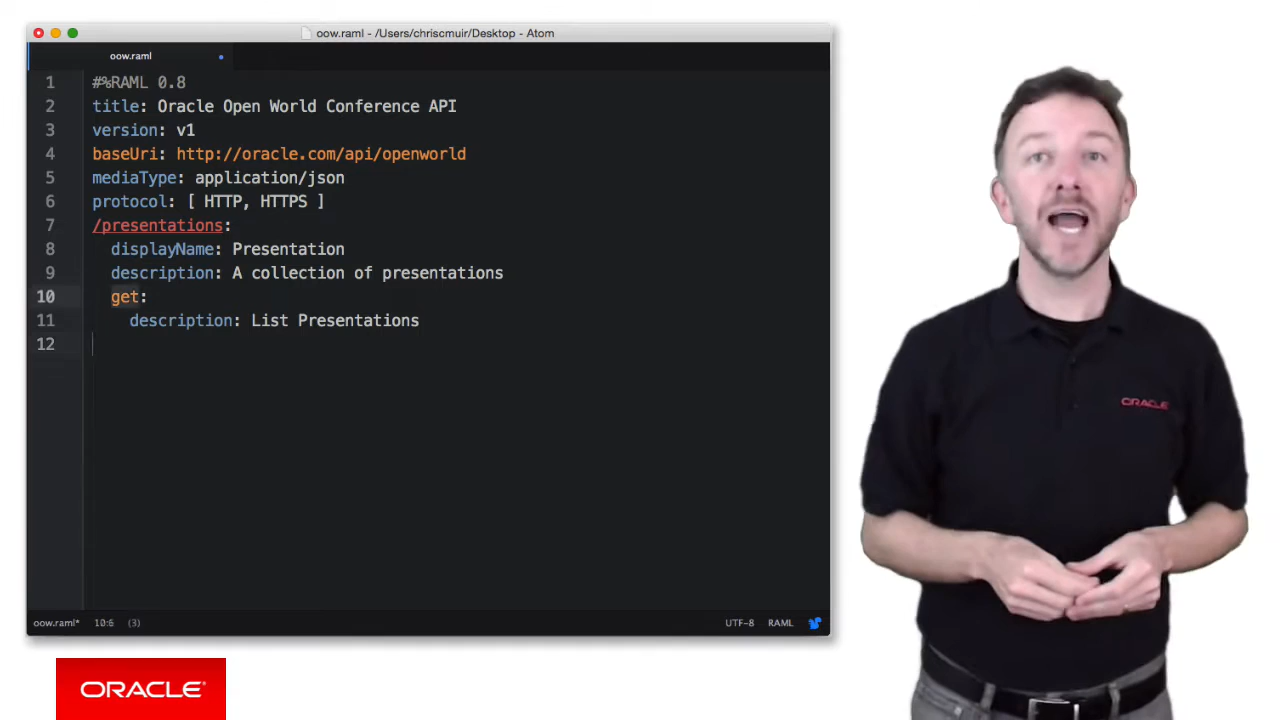 oow.raml - /Users/chriscmuir/Desktop - Atom
oow.raml
1 #%RAML 0.8
2 title: Oracle Open World Conference API
3 version: v1
4 baseUri: http://oracle.com/api/openworld
5 mediaType: application/json
6 protocol: [ HTTP, HTTPS ]
7 /presentations:
8 displayName: Presentation
9 description: A collection of presentations
10 get:
11 description: List Presentations
12
oow.raml* 10:6 (3) UTF-8 RAML
ORACLE
ORACLE®